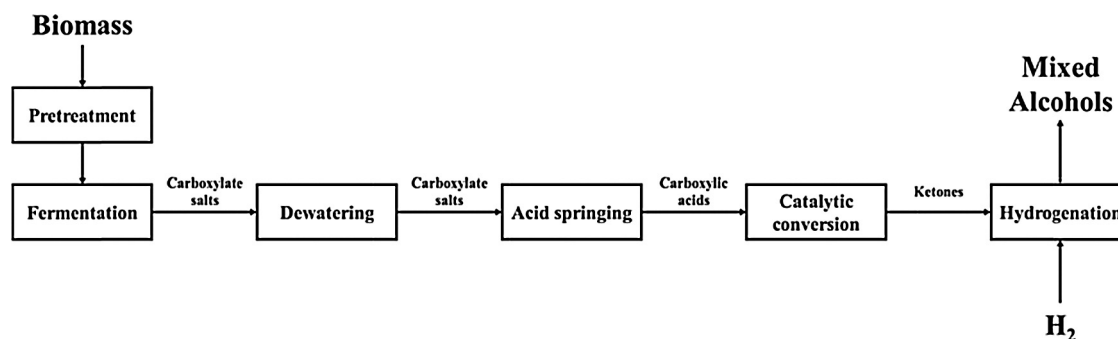 Biomass
Pretreatment
Fermentation
Carboxylate
salts
Dewatering
Carboxylate
salts
Acid springing
Carboxylic
acids
Catalytic
conversion
Ketones
Hydrogenation
Mixed
Alcohols
H₂